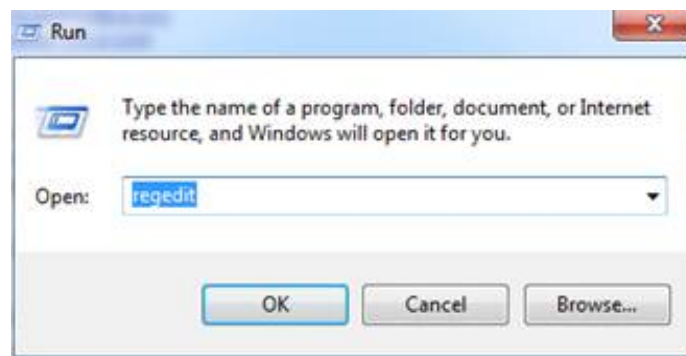 Run
Type the name of a program, folder, document, or Internet
resource, and Windows will open it for you.
Open: regedit
OK Cancel Browse...